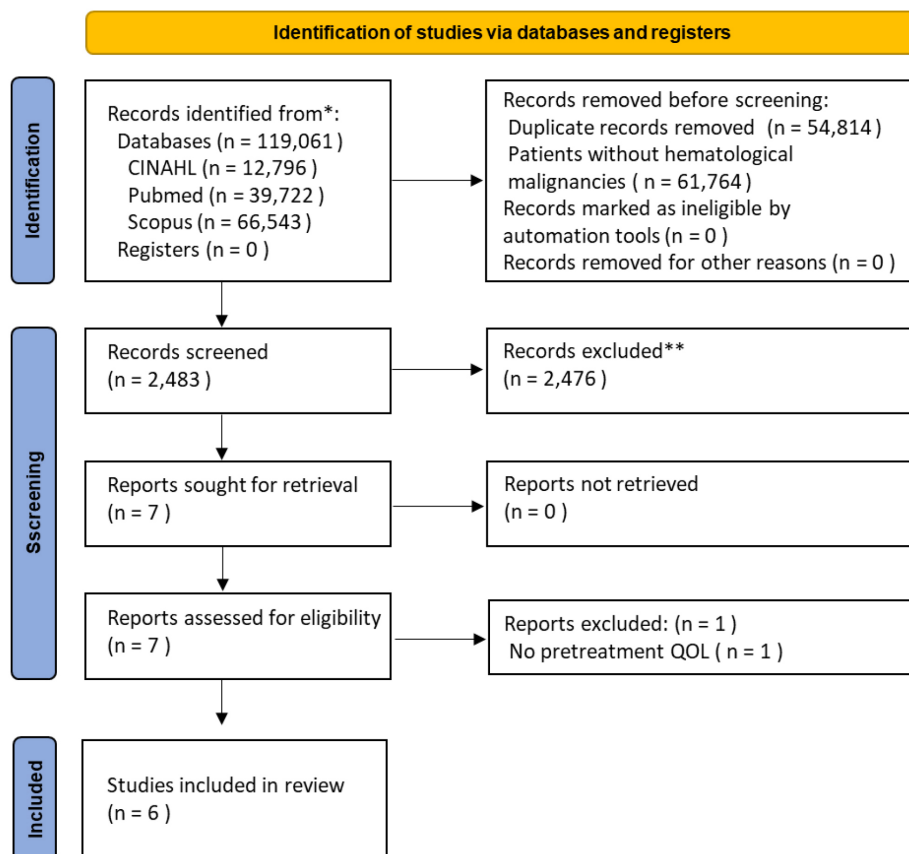 Identification of studies via databases and registers
Identification
Records identified from*:
Databases (n = 119,061)
CINAHL (n = 12,796)
Pubmed (n = 39,722)
Scopus (n = 66,543)
Registers (n = 0)
Records removed before screening:
Duplicate records removed (n = 54,814)
Patients without hematological
malignancies ( n = 61,764)
Records marked as ineligible by
automation tools (n = 0)
Records removed for other reasons (n = 0 )
Sscreening
Records screened
(n = 2,483 )
Records excluded**
(n = 2,476 )
Reports sought for retrieval
(n = 7 )
Reports not retrieved
(n = 0 )
Reports assessed for eligibility
(n = 7 )
Reports excluded: (n = 1 )
No pretreatment QOL ( n = 1 )
Included
Studies included in review
(n = 6 )